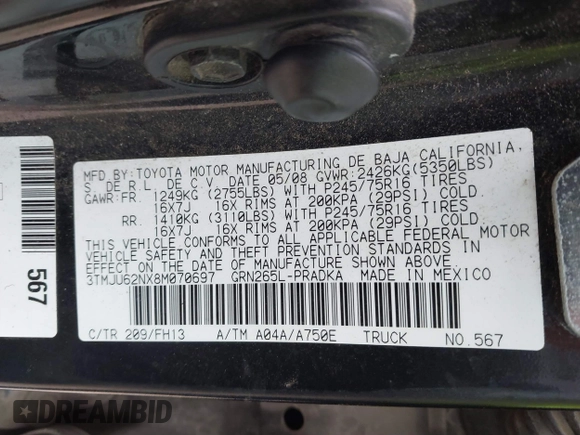 MFD.BY:TOYOTA MOTOR MANUFACTURING DE BAJA CALIFORNIA,
S. DE R.L. DE C.V. DATE 05/08 GVWR:2426KG(5350LBS)
GAWR:FR. 1249KG (2755LBS) WITH P245/75R16 TIRES
16X7J 16X RIMS AT 200KPA (29PSI) COLD
RR. 1410KG (3110LBS) WITH P245/75R16 TIRES
16X7J 16X RIMS AT 200KPA (29PSI) COLD
THIS VEHICLE CONFORMS TO ALL APPLICABLE FEDERAL MOTOR
VEHICLE SAFETY AND THEFT PREVENTION STANDARDS IN
EFFECT ON THE DATE OF MANUFACTURE SHOWN ABOVE
3TMJU62NX8M070697 GRN265L-PRADKA MADE IN MEXICO
C/TR 209/FH13 A/TM A04A/A750E TRUCK NO.567
567
DREAMBID